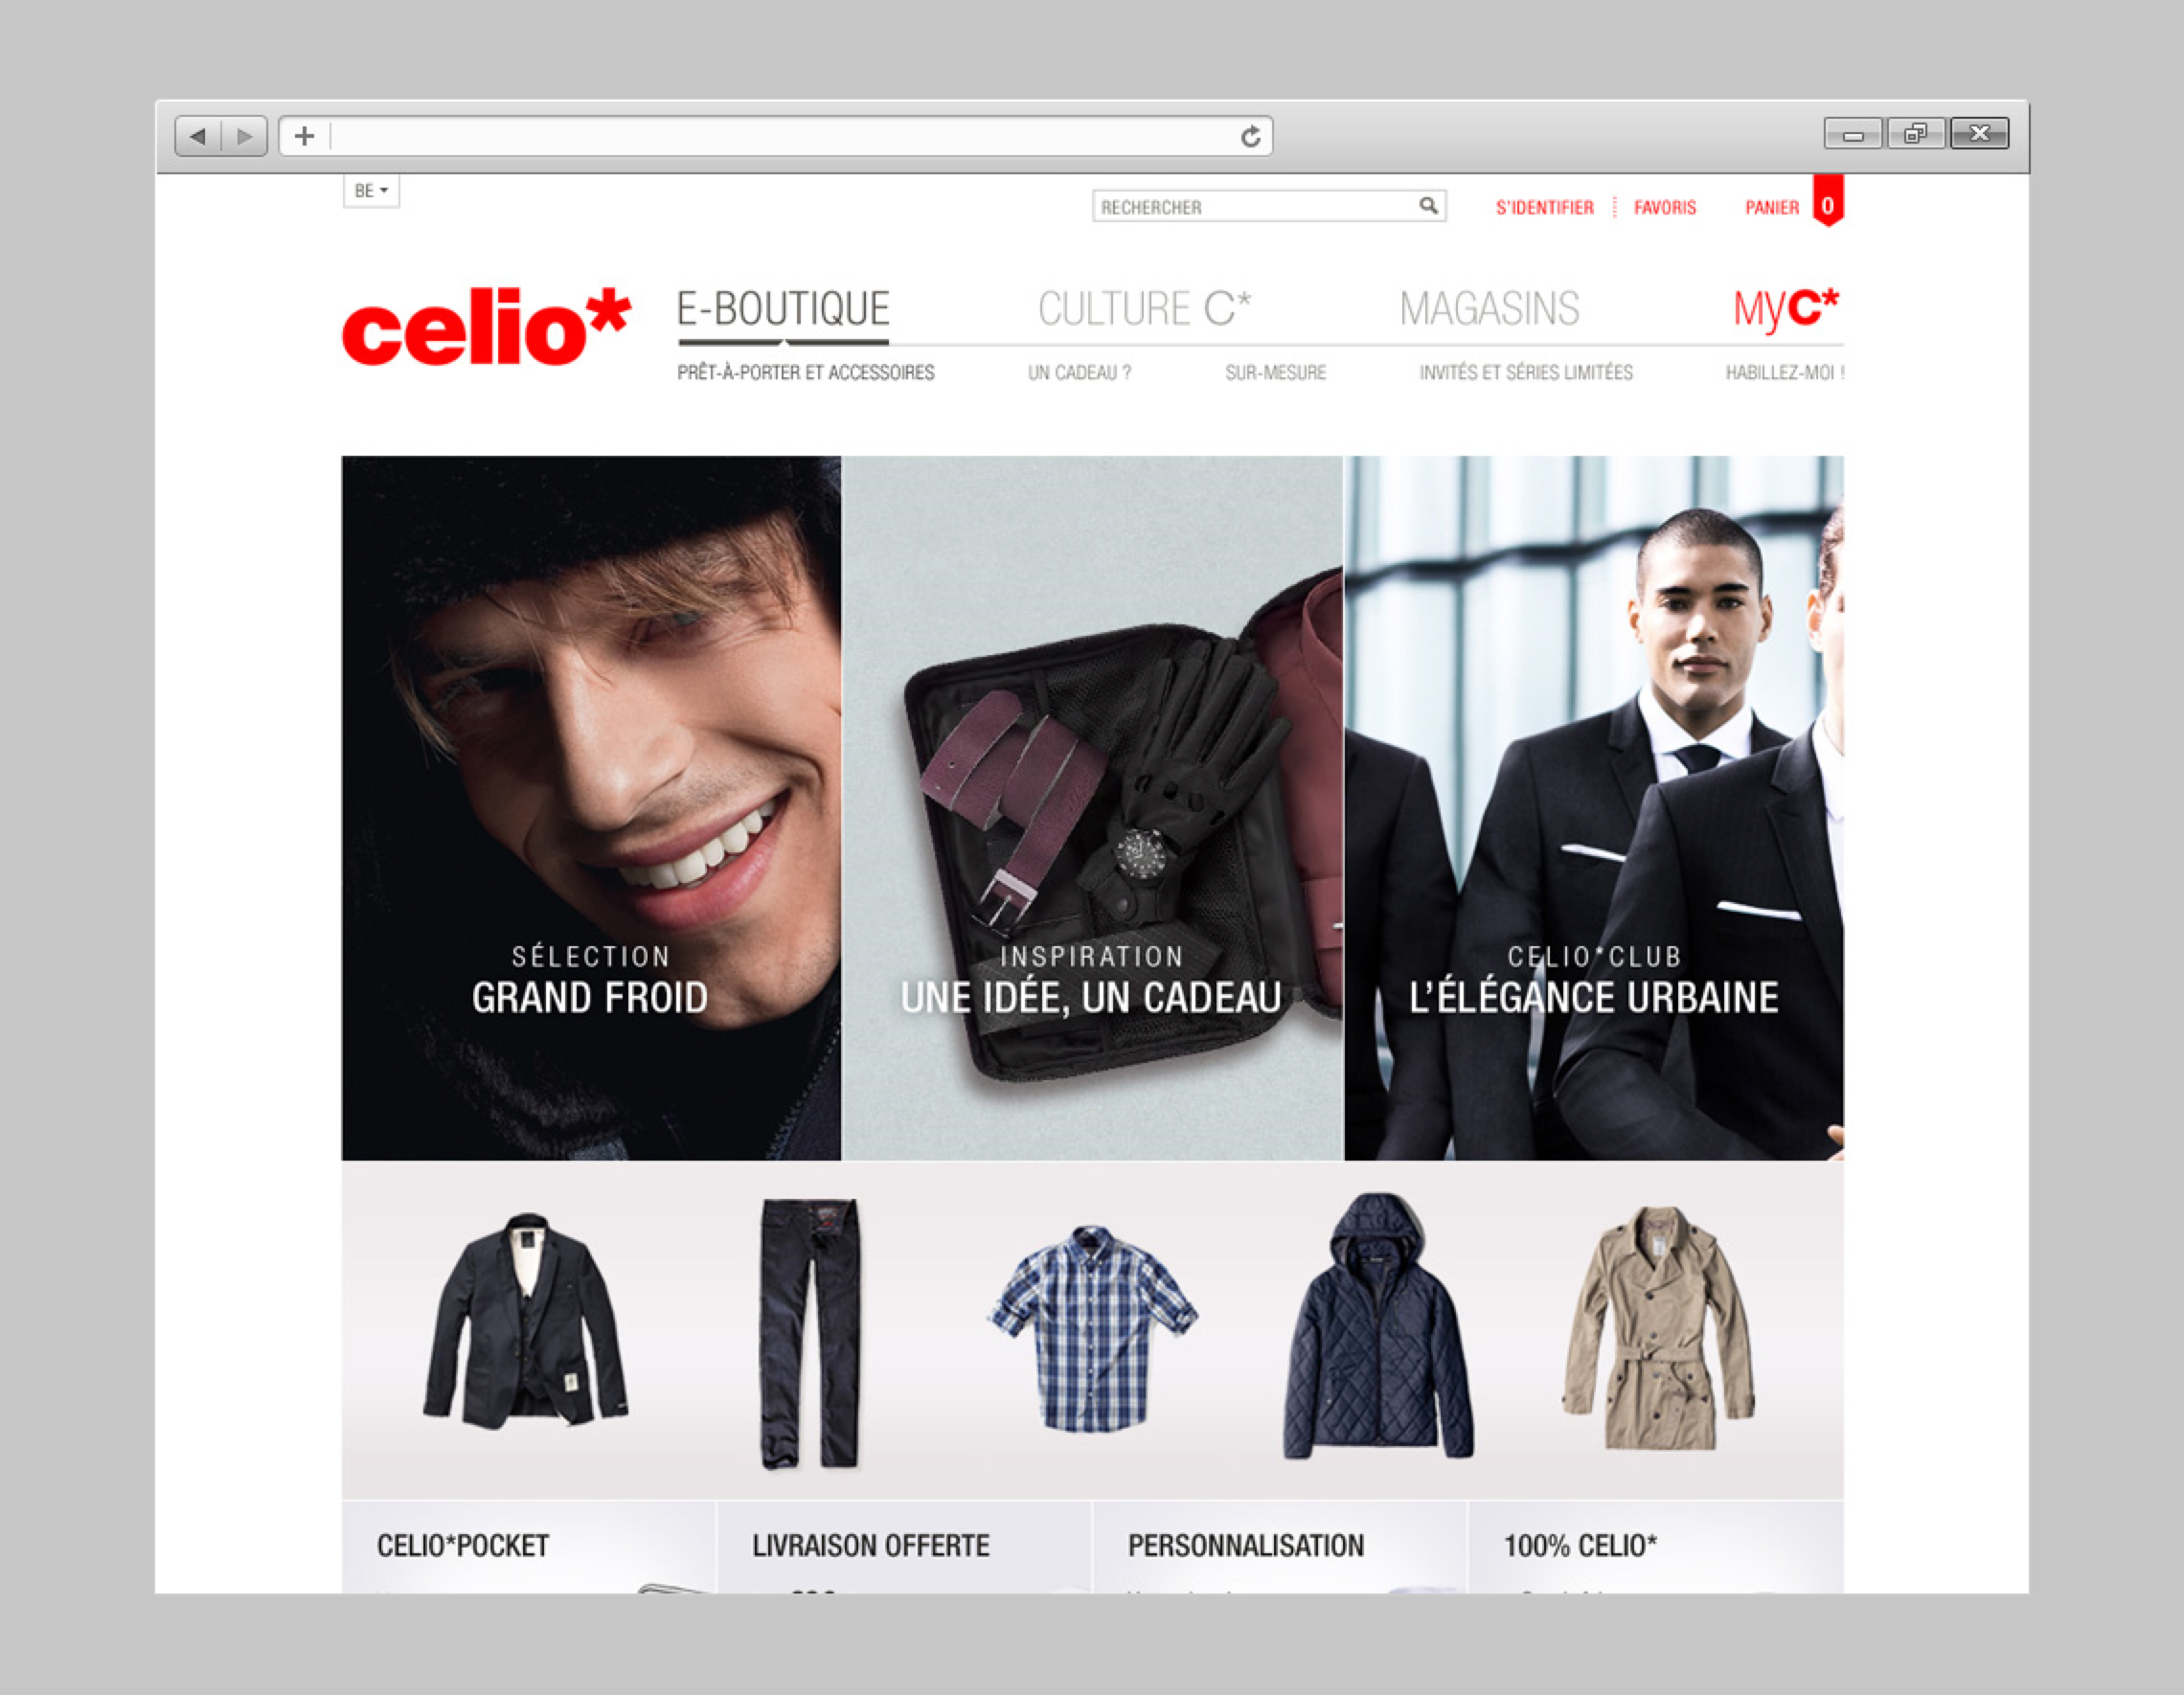 BE
RECHERCHER
S'IDENTIFIER
FAVORIS
PANIER 0
celio*
E-BOUTIQUE
CULTURE C*
MAGASINS
MyC*
PRÊT-À-PORTER ET ACCESSOIRES
UN CADEAU ?
SUR-MESURE
INVITÉS ET SÉRIES LIMITÉES
HABILLEZ-MOI !
SÉLECTION
GRAND FROID
INSPIRATION
UNE IDÉE, UN CADEAU
CELIO*CLUB
L'ÉLÉGANCE URBAINE
CELIO*POCKET
LIVRAISON OFFERTE
PERSONNALISATION
100% CELIO*